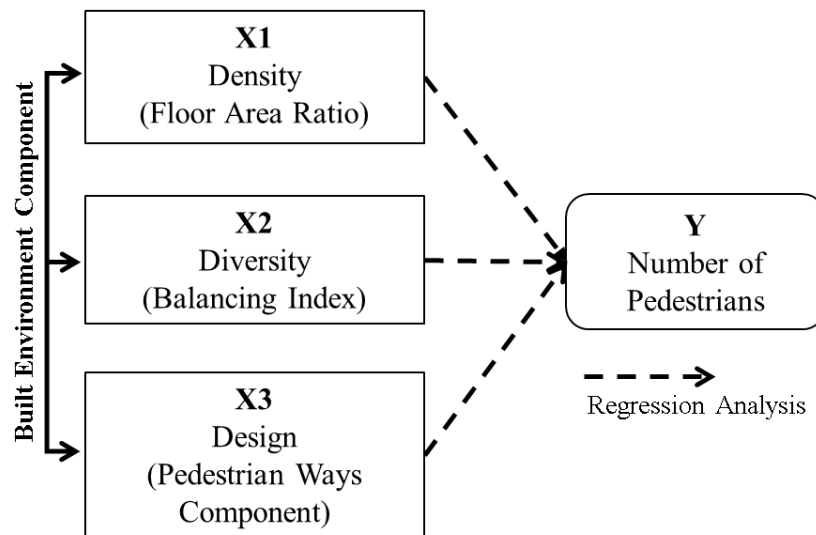 Built Environment Component
X1
Density
(Floor Area Ratio)
X2
Diversity
(Balancing Index)
X3
Design
(Pedestrian Ways
Component)
Y
Number of
Pedestrians
Regression Analysis